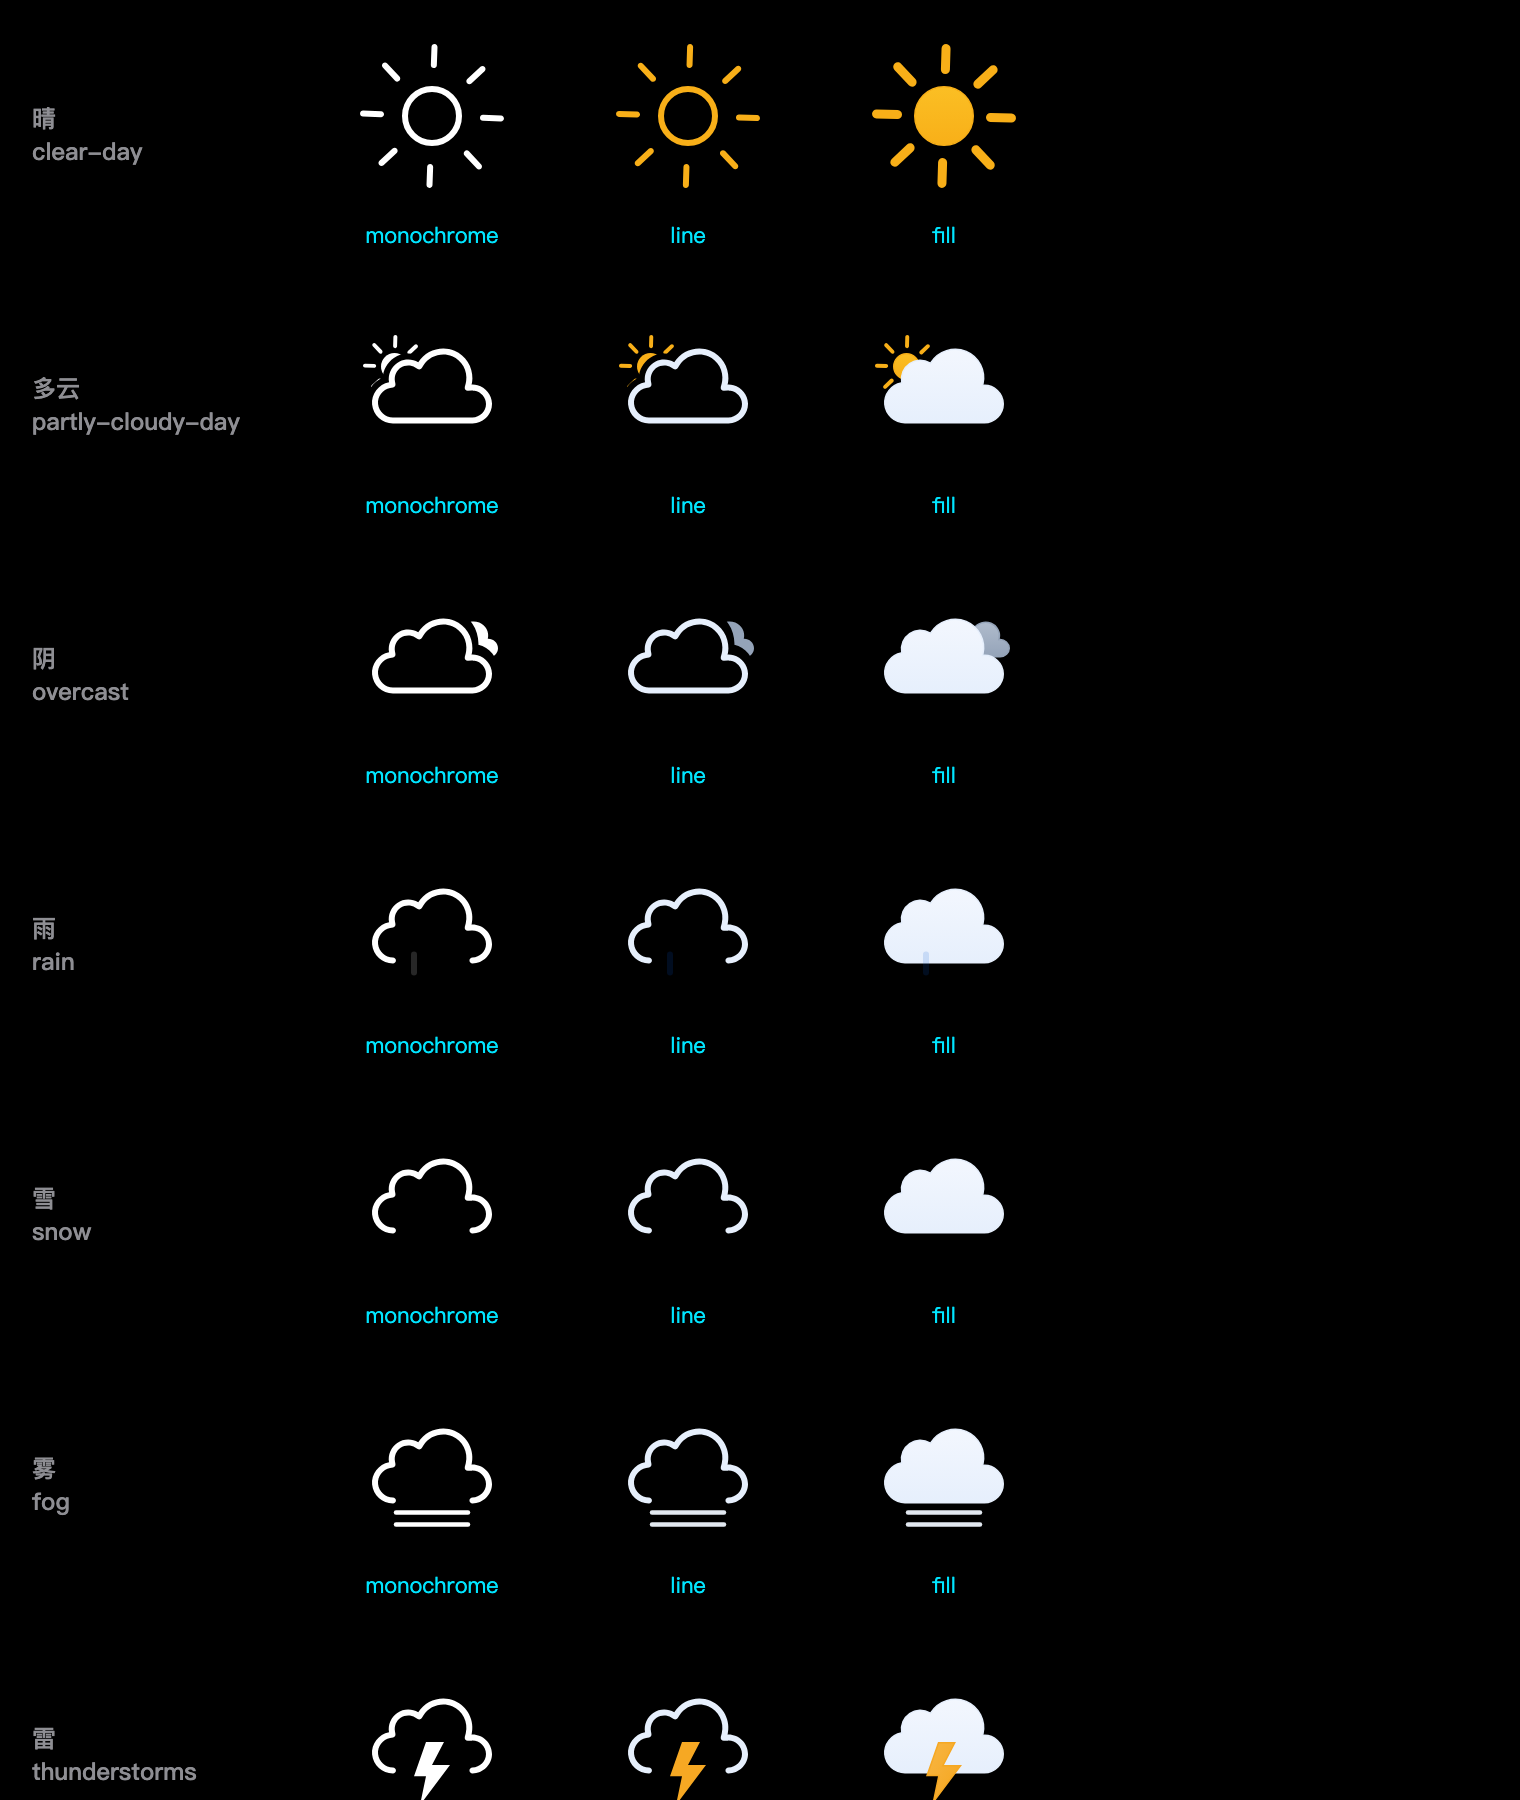 晴
clear-day
monochrome
line
fill
多云
partly-cloudy-day
monochrome
line
fill
阴
overcast
monochrome
line
fill
雨
rain
monochrome
line
fill
雪
snow
monochrome
line
fill
雾
fog
monochrome
line
fill
雷
thunderstorms